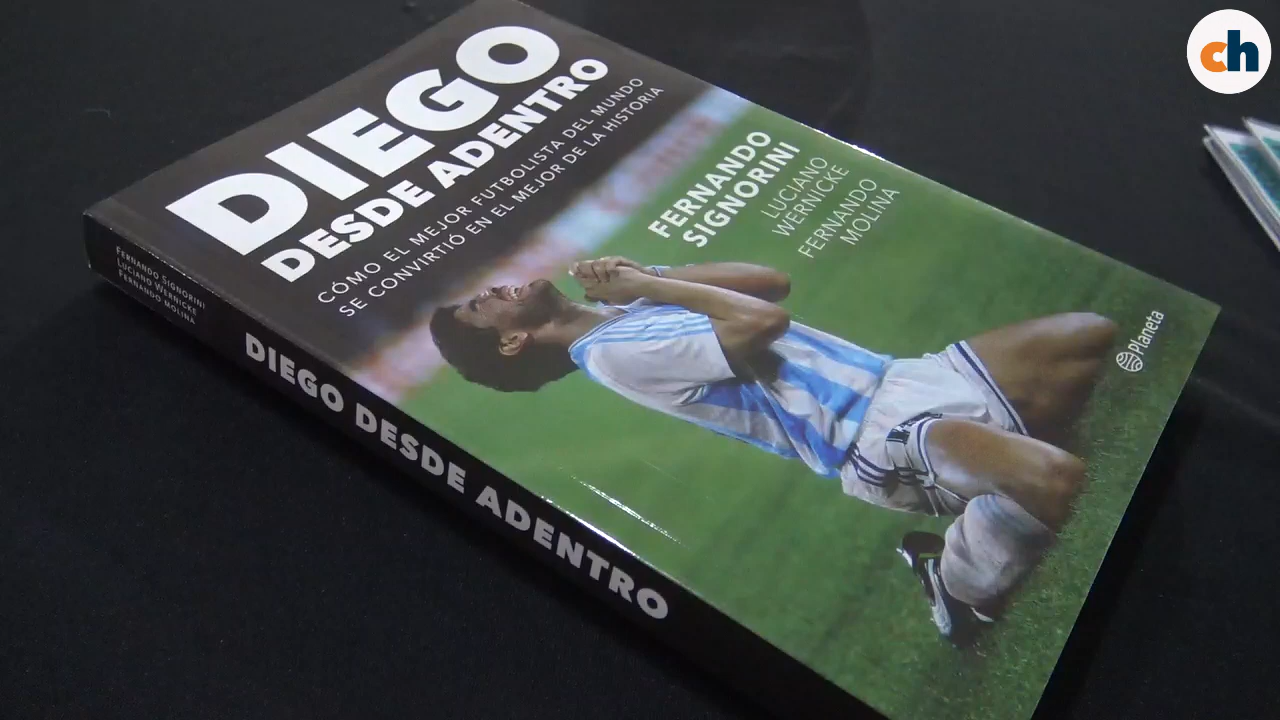 DIEGO
DESDE ADENTRO
CÓMO EL MEJOR FUTBOLISTA DEL MUNDO
SE CONVIRTIÓ EN EL MEJOR DE LA HISTORIA
FERNANDO
SIGNORINI
LUCIANO
WERNICKE
FERNANDO
MOLINA
Planeta
FERNANDO SIGNORINI
LUCIANO WERNICKE
FERNANDO MOLINA
DIEGO DESDE ADENTRO
ch